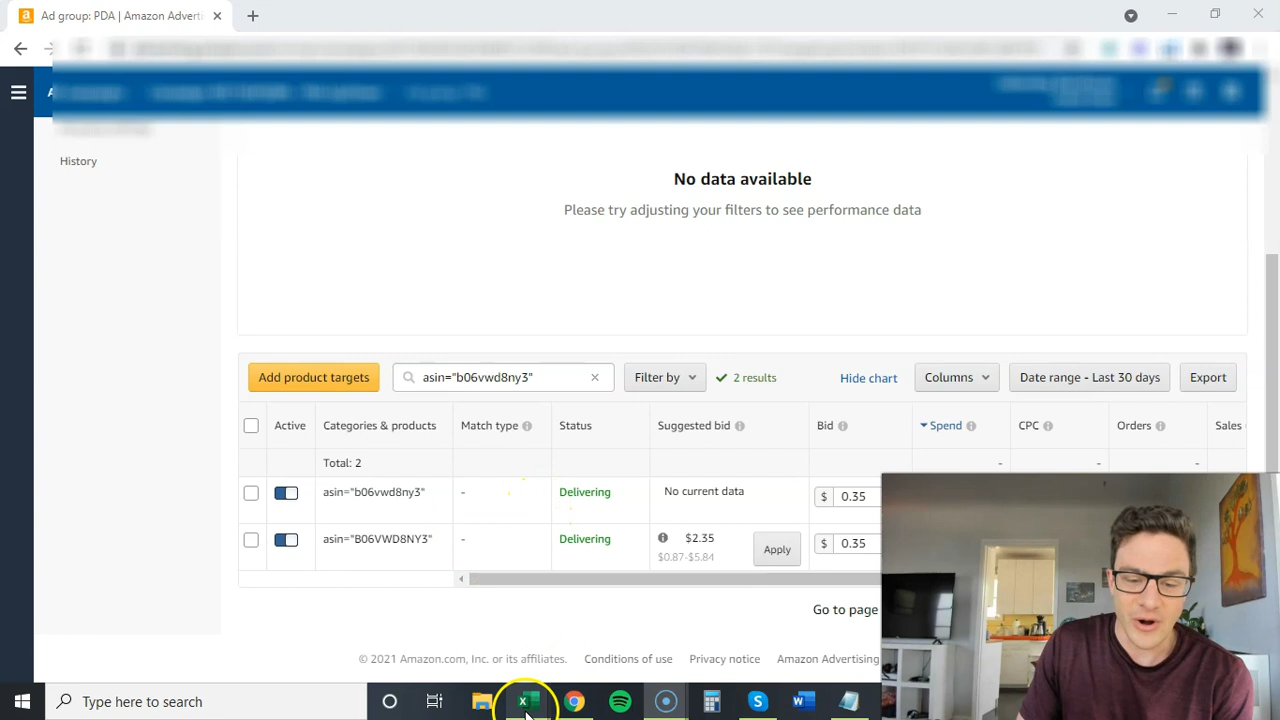 Ad group: PDA | Amazon Adverti
History
No data available
Please try adjusting your filters to see performance data
Add product targets
asin="b06vwd8ny3"
Filter by
2 results
Hide chart
Columns
Date range - Last 30 days
Export
Active
Categories & products
Match type
Status
Suggested bid
Bid
Spend
CPC
Orders
Sales
Total: 2
-
-
-
asin="b06vwd8ny3"
-
Delivering
No current data
$ 0.35
asin="B06VWD8NY3"
-
Delivering
$2.35
$0.87-$5.84
Apply
$ 0.35
Go to page
© 2021 Amazon.com, Inc. or its affiliates.
Conditions of use
Privacy notice
Amazon Advertising
Type here to search